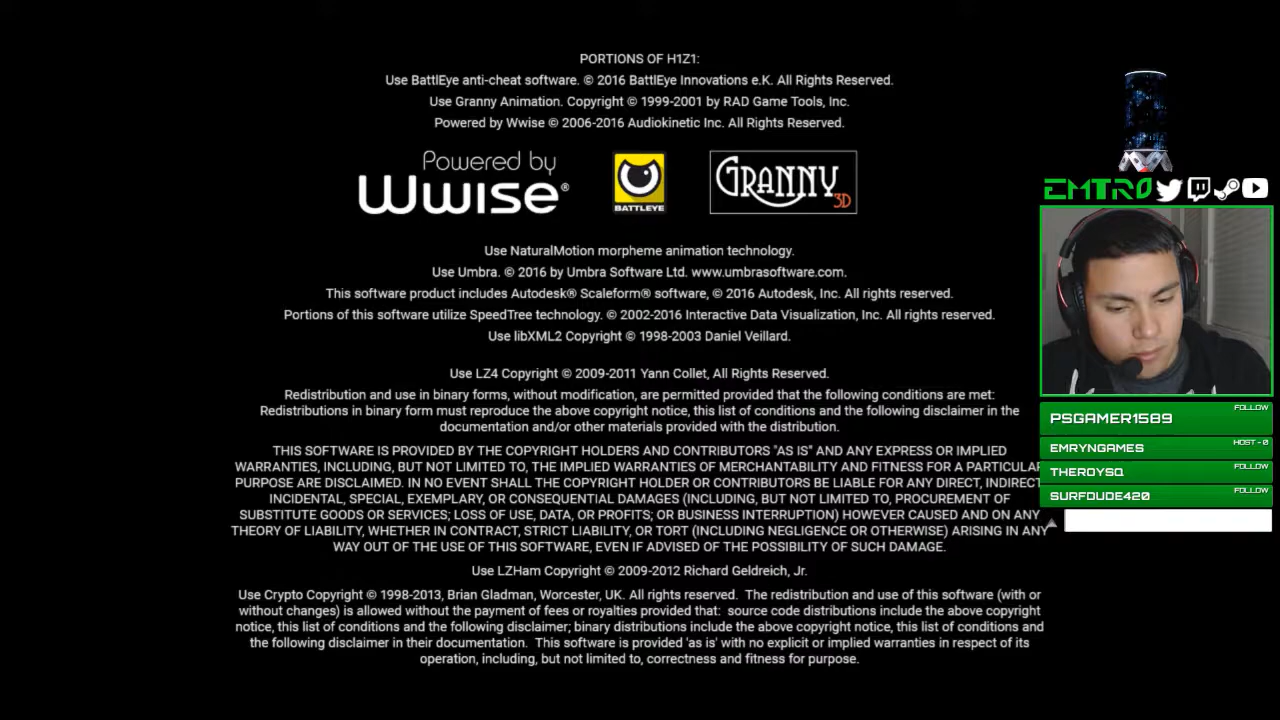 PORTIONS OF H1Z1:
Use BattlEye anti-cheat software. © 2016 BattlEye Innovations e.K. All Rights Reserved.
Use Granny Animation. Copyright © 1999-2001 by RAD Game Tools, Inc.
Powered by Wwise © 2006-2016 Audiokinetic Inc. All Rights Reserved.
Powered by
Wwise®
BATTLEYE
GRANNY
3D
Use NaturalMotion morpheme animation technology.
Use Umbra. © 2016 by Umbra Software Ltd. www.umbrasoftware.com.
This software product includes Autodesk® Scaleform® software, © 2016 Autodesk, Inc. All rights reserved.
Portions of this software utilize SpeedTree technology. © 2002-2016 Interactive Data Visualization, Inc. All rights reserved.
Use libXML2 Copyright © 1998-2003 Daniel Veillard.
Use LZ4 Copyright © 2009-2011 Yann Collet, All Rights Reserved.
Redistribution and use in binary forms, without modification, are permitted provided that the following conditions are met:
Redistributions in binary form must reproduce the above copyright notice, this list of conditions and the following disclaimer in the
documentation and/or other materials provided with the distribution.
THIS SOFTWARE IS PROVIDED BY THE COPYRIGHT HOLDERS AND CONTRIBUTORS "AS IS" AND ANY EXPRESS OR IMPLIED
WARRANTIES, INCLUDING, BUT NOT LIMITED TO, THE IMPLIED WARRANTIES OF MERCHANTABILITY AND FITNESS FOR A PARTICULAR
PURPOSE ARE DISCLAIMED. IN NO EVENT SHALL THE COPYRIGHT HOLDER OR CONTRIBUTORS BE LIABLE FOR ANY DIRECT, INDIRECT
INCIDENTAL, SPECIAL, EXEMPLARY, OR CONSEQUENTIAL DAMAGES (INCLUDING, BUT NOT LIMITED TO, PROCUREMENT OF
SUBSTITUTE GOODS OR SERVICES; LOSS OF USE, DATA, OR PROFITS; OR BUSINESS INTERRUPTION) HOWEVER CAUSED AND ON ANY
THEORY OF LIABILITY, WHETHER IN CONTRACT, STRICT LIABILITY, OR TORT (INCLUDING NEGLIGENCE OR OTHERWISE) ARISING IN ANY
WAY OUT OF THE USE OF THIS SOFTWARE, EVEN IF ADVISED OF THE POSSIBILITY OF SUCH DAMAGE.
Use LZHam Copyright © 2009-2012 Richard Geldreich, Jr.
Use Crypto Copyright © 1998-2013, Brian Gladman, Worcester, UK. All rights reserved. The redistribution and use of this software (with or
without changes) is allowed without the payment of fees or royalties provided that: source code distributions include the above copyright
notice, this list of conditions and the following disclaimer; binary distributions include the above copyright notice, this list of conditions and
the following disclaimer in their documentation. This software is provided 'as is' with no explicit or implied warranties in respect of its
operation, including, but not limited to, correctness and fitness for purpose.
EMTRO
PSGAMER1589 FOLLOW
EMRYNGAMES HOST - 0
THEROYSQ FOLLOW
SURFDUDE420 FOLLOW